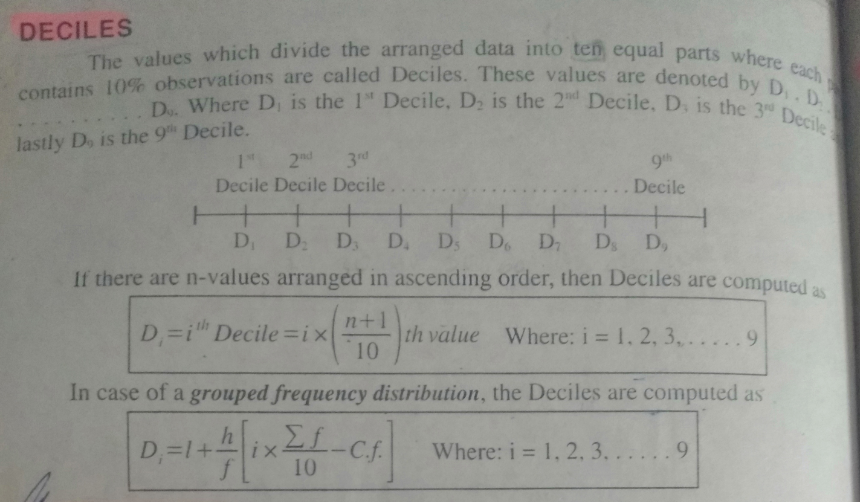 DECILES
The values which divide the arranged data into ten equal parts where each
contains 10% observations are called Deciles. These values are denoted by D₁, D₂
. . . . . . . . . . D₉. Where D₁ is the 1ˢᵗ Decile, D₂ is the 2ⁿᵈ Decile, D₃ is the 3ʳᵈ Decile
lastly D₉ is the 9ᵗʰ Decile.
1ˢᵗ 2ⁿᵈ 3ʳᵈ 9ᵗʰ
Decile Decile Decile . . . . . . . . . . . . . . . . . . . . . . . . Decile
D₁ D₂ D₃ D₄ D₅ D₆ D₇ D₈ D₉
If there are n-values arranged in ascending order, then Deciles are computed as
Dᵢ = iᵗʰ Decile = i × ((n+1)/10) th value Where: i = 1, 2, 3, . . . . . 9
In case of a grouped frequency distribution, the Deciles are computed as
Dᵢ = l + h/f [i × Σf/10 − C.f.] Where: i = 1, 2, 3, . . . . . . 9